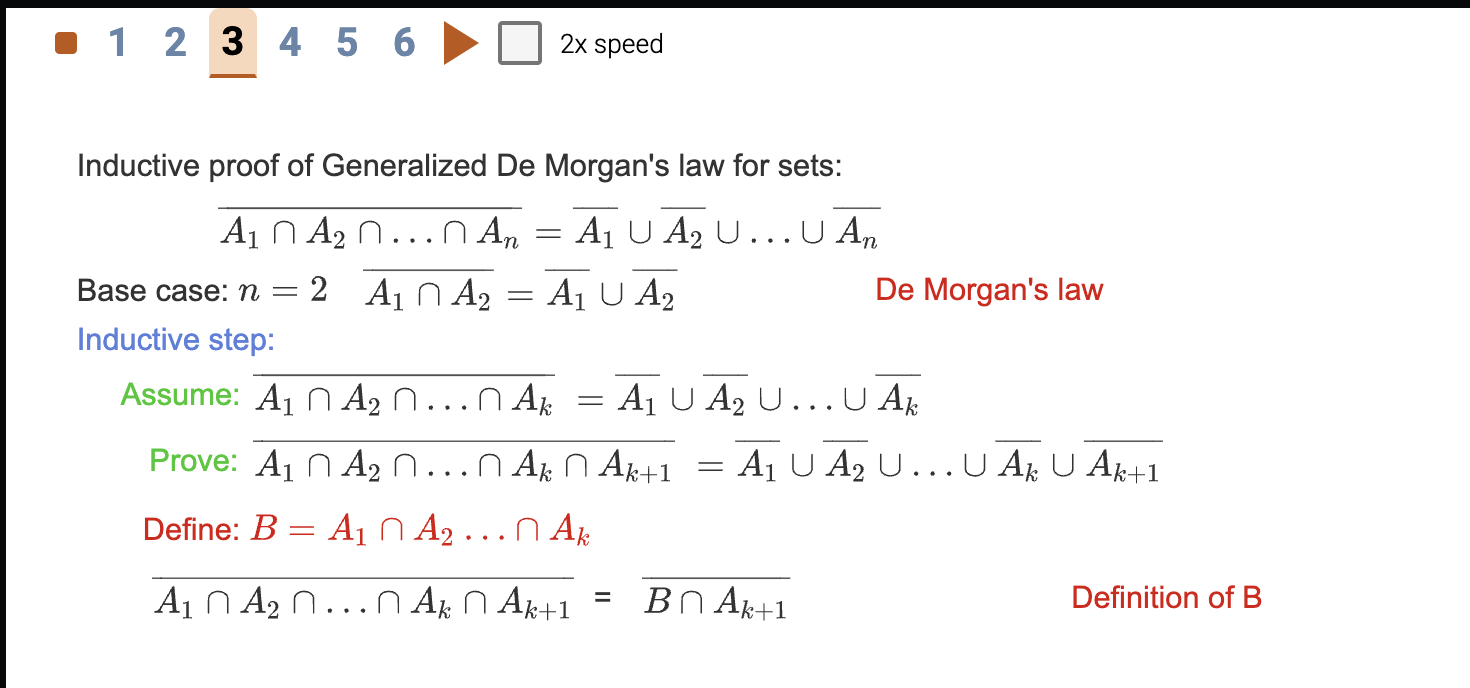 1 2 3 4 5 6 2x speed
Inductive proof of Generalized De Morgan's law for sets:
$\overline{A_1 \cap A_2 \cap \ldots \cap A_n} = \overline{A_1} \cup \overline{A_2} \cup \ldots \cup \overline{A_n}$
Base case: $n = 2$ $\overline{A_1 \cap A_2} = \overline{A_1} \cup \overline{A_2}$ De Morgan's law
Inductive step:
Assume: $\overline{A_1 \cap A_2 \cap \ldots \cap A_k} = \overline{A_1} \cup \overline{A_2} \cup \ldots \cup \overline{A_k}$
Prove: $\overline{A_1 \cap A_2 \cap \ldots \cap A_k \cap A_{k+1}} = \overline{A_1} \cup \overline{A_2} \cup \ldots \cup \overline{A_k} \cup \overline{A_{k+1}}$
Define: $B = A_1 \cap A_2 \ldots \cap A_k$
$\overline{A_1 \cap A_2 \cap \ldots \cap A_k \cap A_{k+1}} = \overline{B \cap A_{k+1}}$ Definition of B